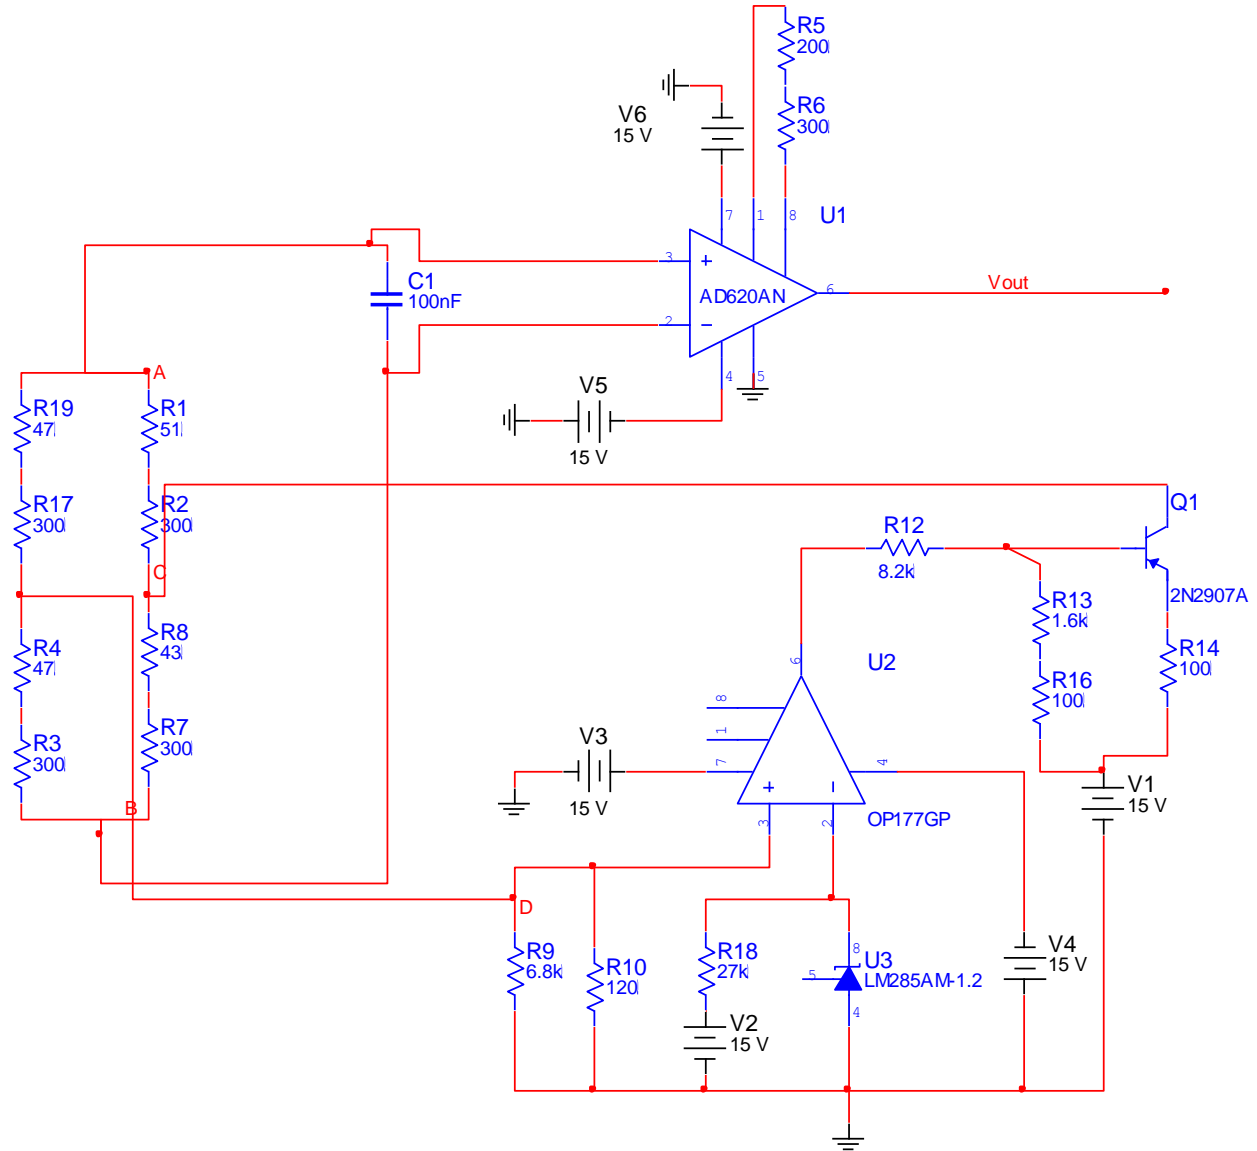 R5
200
R6
300
V6
15 V
7
1
8
U1
3
+
AD620AN
6
Vout
2
−
C1
100nF
4
5
V5
15 V
A
R19
47
R1
51
R17
300
R2
300
C
Q1
R12
8.2k
2N2907A
R13
1.6k
R14
100
R16
100
R8
43
R4
47
R7
300
R3
300
B
6
U2
8
1
7
4
V3
15 V
+
−
3
2
OP177GP
V1
15 V
D
R9
6.8k
R10
120
R18
27k
8
U3
5
LM285AM-1.2
4
V2
15 V
V4
15 V